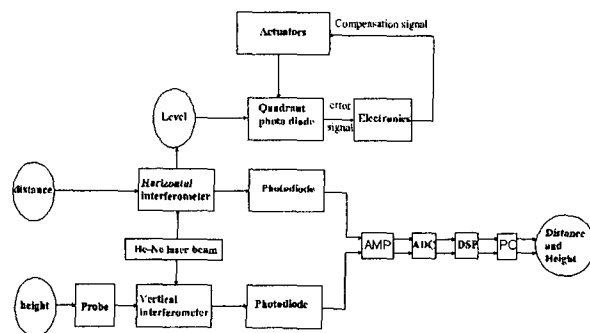 Actuators
Compensation signal
Level
Quadrant
photo diode
error
signal
Electronics
distance
Horizontal
interferometer
Photodiode
He-Ne laser beam
AMP
ADC
DSP
PC
Distance
and
Height
height
Probe
Vertical
interferometer
Photodiode